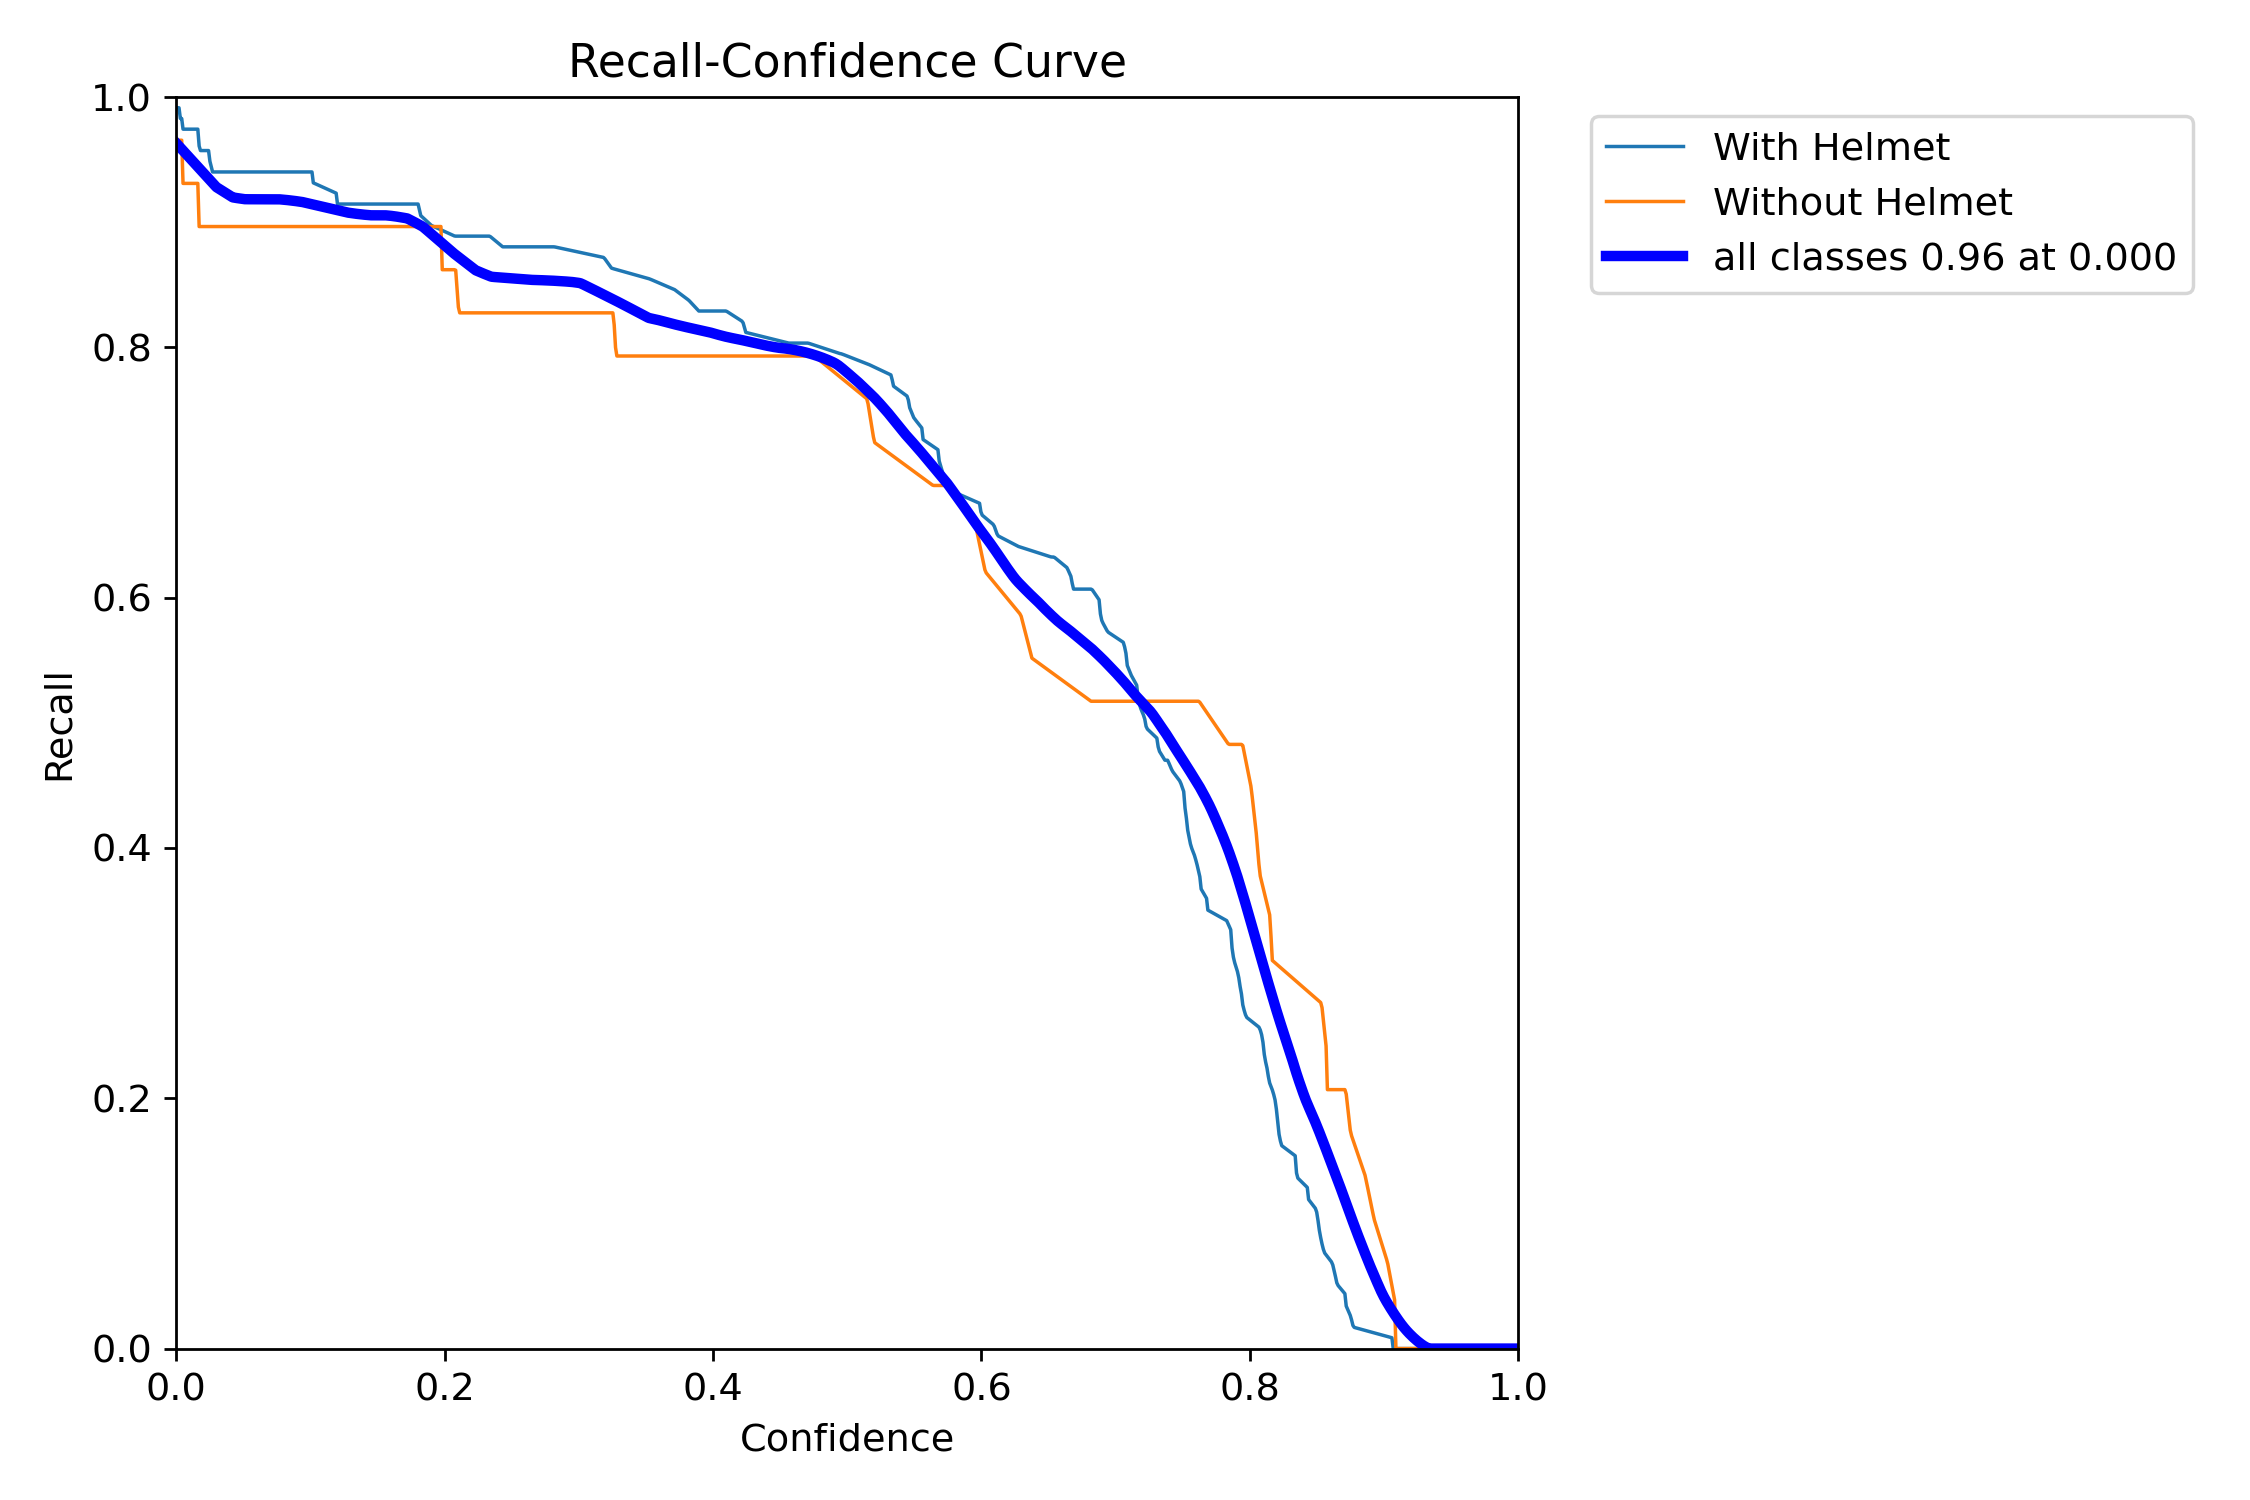 Recall-Confidence Curve
1.0
0.8
0.6
0.4
0.2
0.0
Recall
0.0 0.2 0.4 0.6 0.8 1.0
Confidence
With Helmet
Without Helmet
all classes 0.96 at 0.000